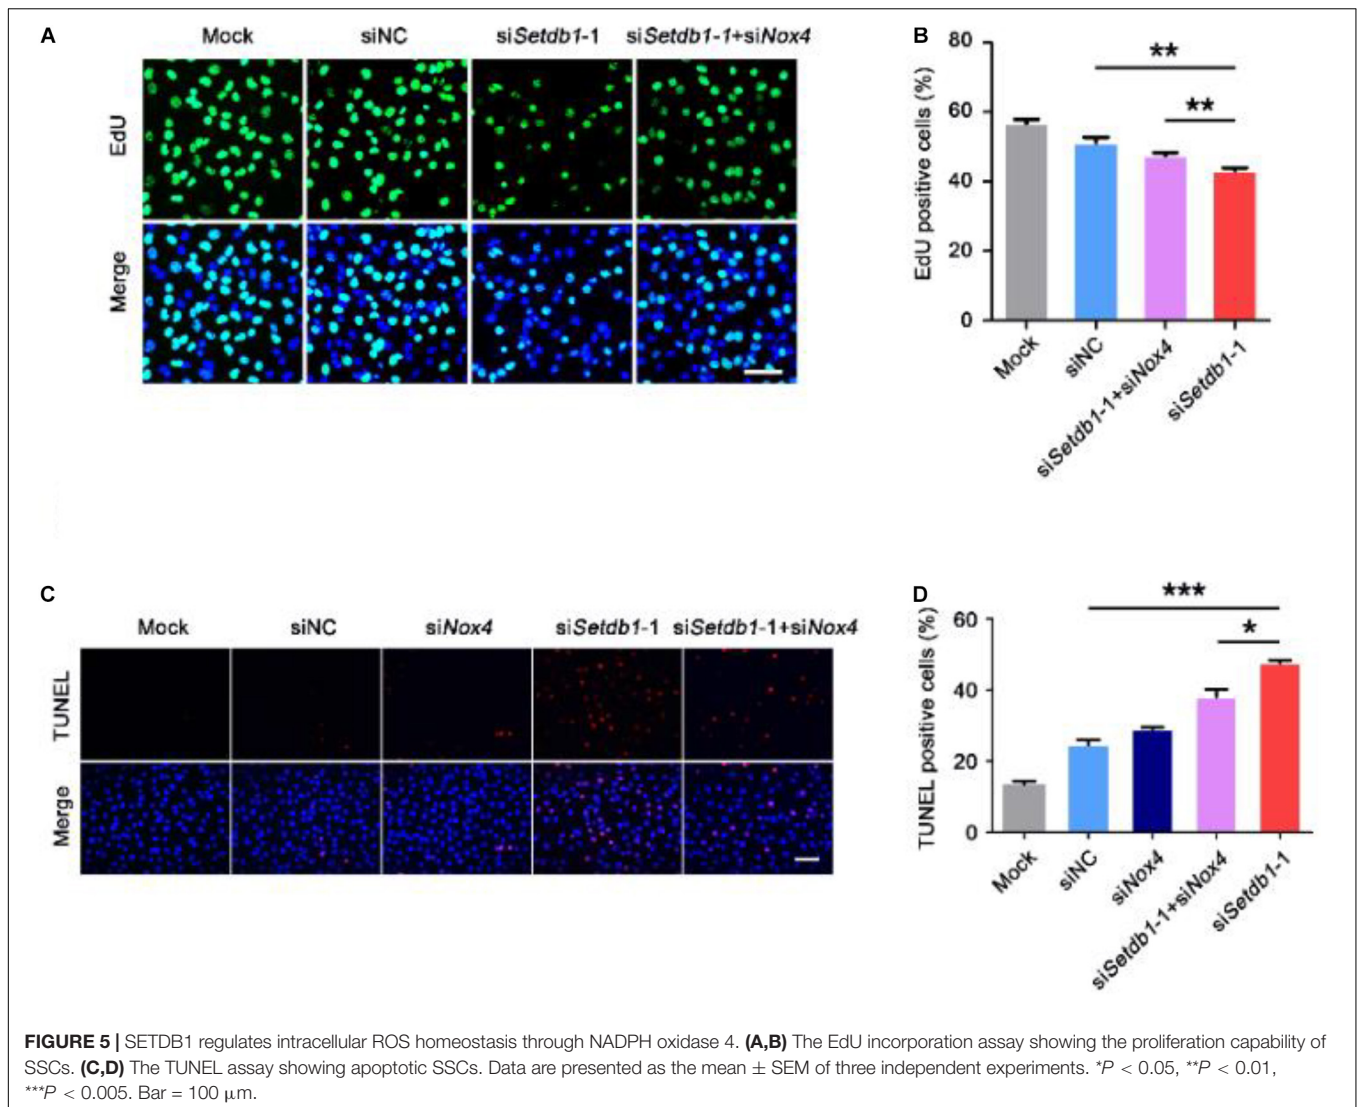 A
Mock siNC siSetdb1-1 siSetdb1-1+siNox4
EdU
Merge
B
EdU positive cells (%)
80
60
40
20
0
**
**
Mock
siNC
siSetdb1-1+siNox4
siSetdb1-1
C
Mock siNC siNox4 siSetdb1-1 siSetdb1-1+siNox4
TUNEL
Merge
D
TUNEL positive cells (%)
60
40
20
0
***
*
Mock
siNC
siNox4
siSetdb1-1+siNox4
siSetdb1-1
FIGURE 5 | SETDB1 regulates intracellular ROS homeostasis through NADPH oxidase 4. (A,B) The EdU incorporation assay showing the proliferation capability of
SSCs. (C,D) The TUNEL assay showing apoptotic SSCs. Data are presented as the mean ± SEM of three independent experiments. *P < 0.05, **P < 0.01,
***P < 0.005. Bar = 100 μm.